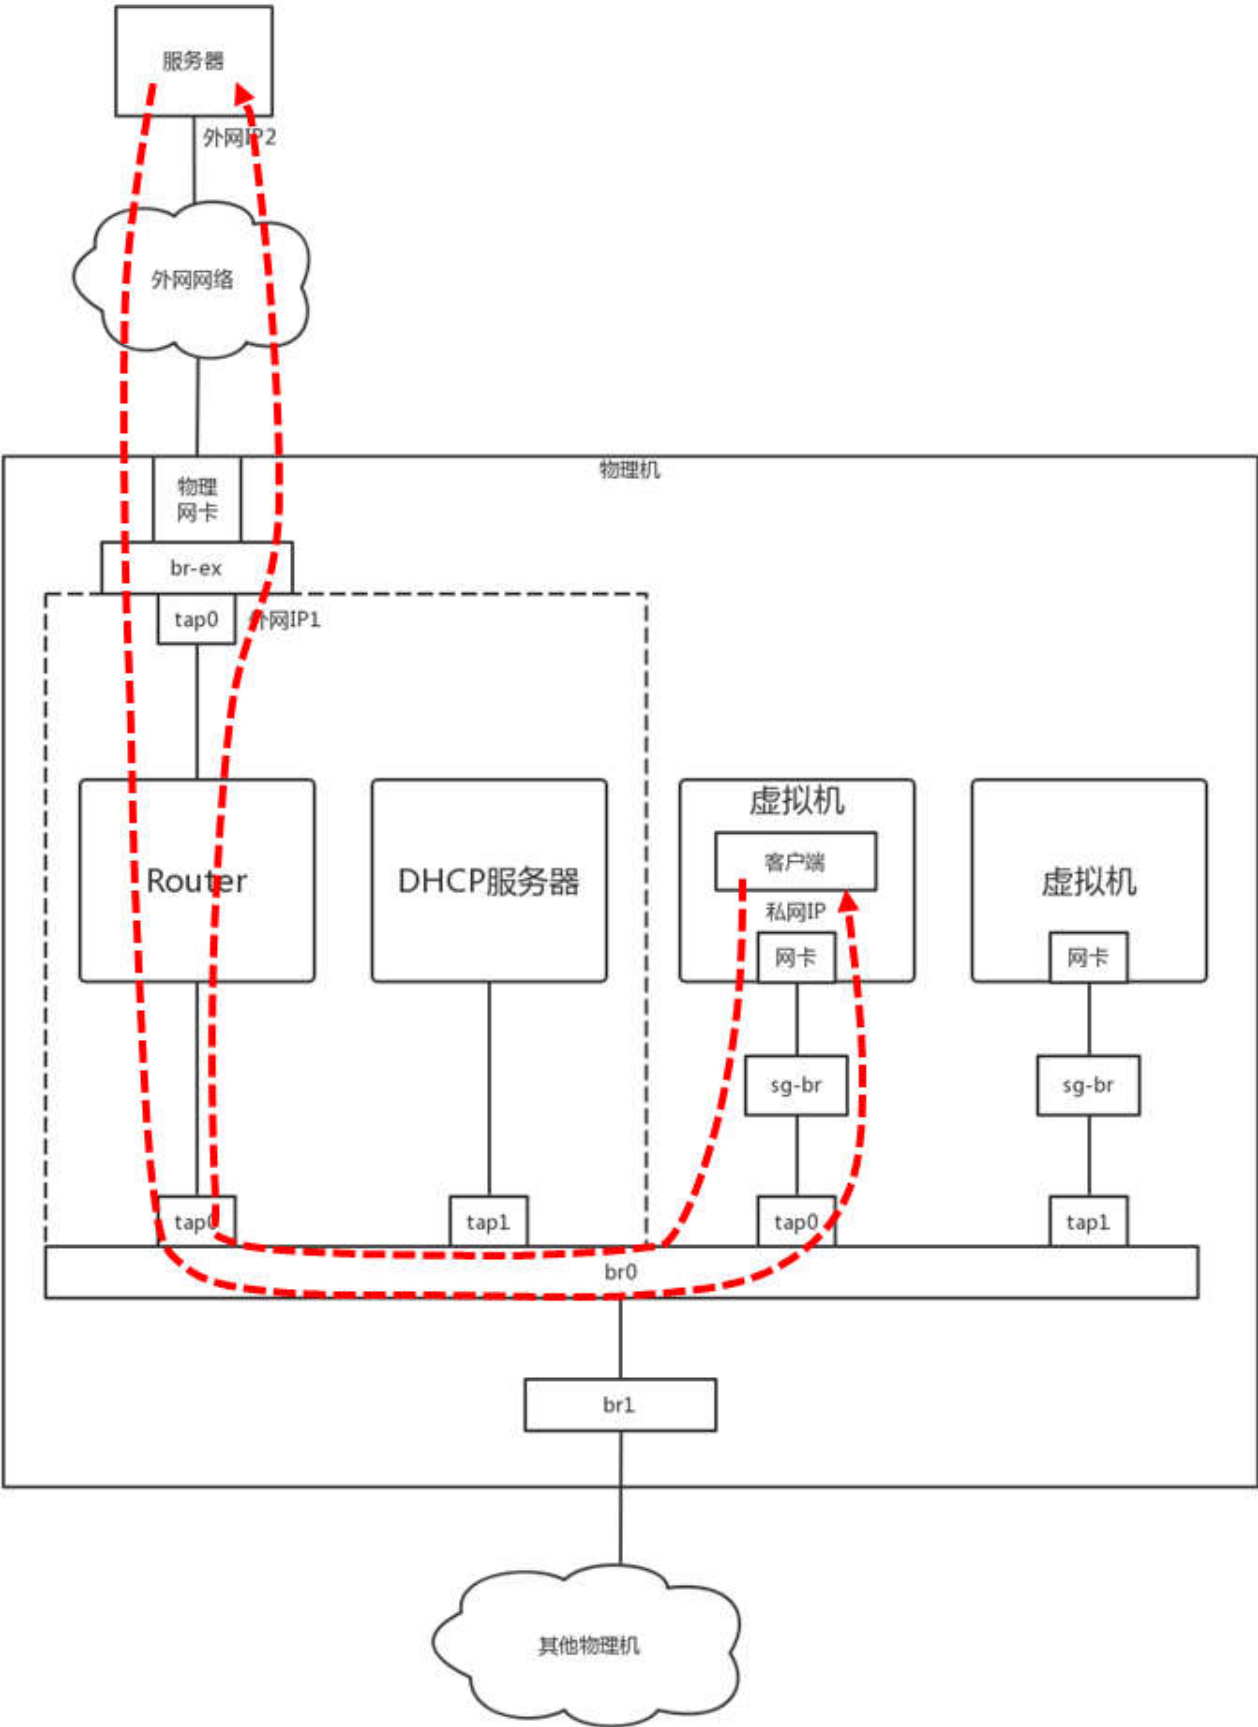 服务器
外网IP2
外网网络
物理机
物理
网卡
br-ex
tap0
外网IP1
虚拟机
客户端
Router
DHCP服务器
虚拟机
私网IP
网卡
网卡
sg-br
sg-br
tap0
tap1
tap0
tap1
br0
br1
其他物理机